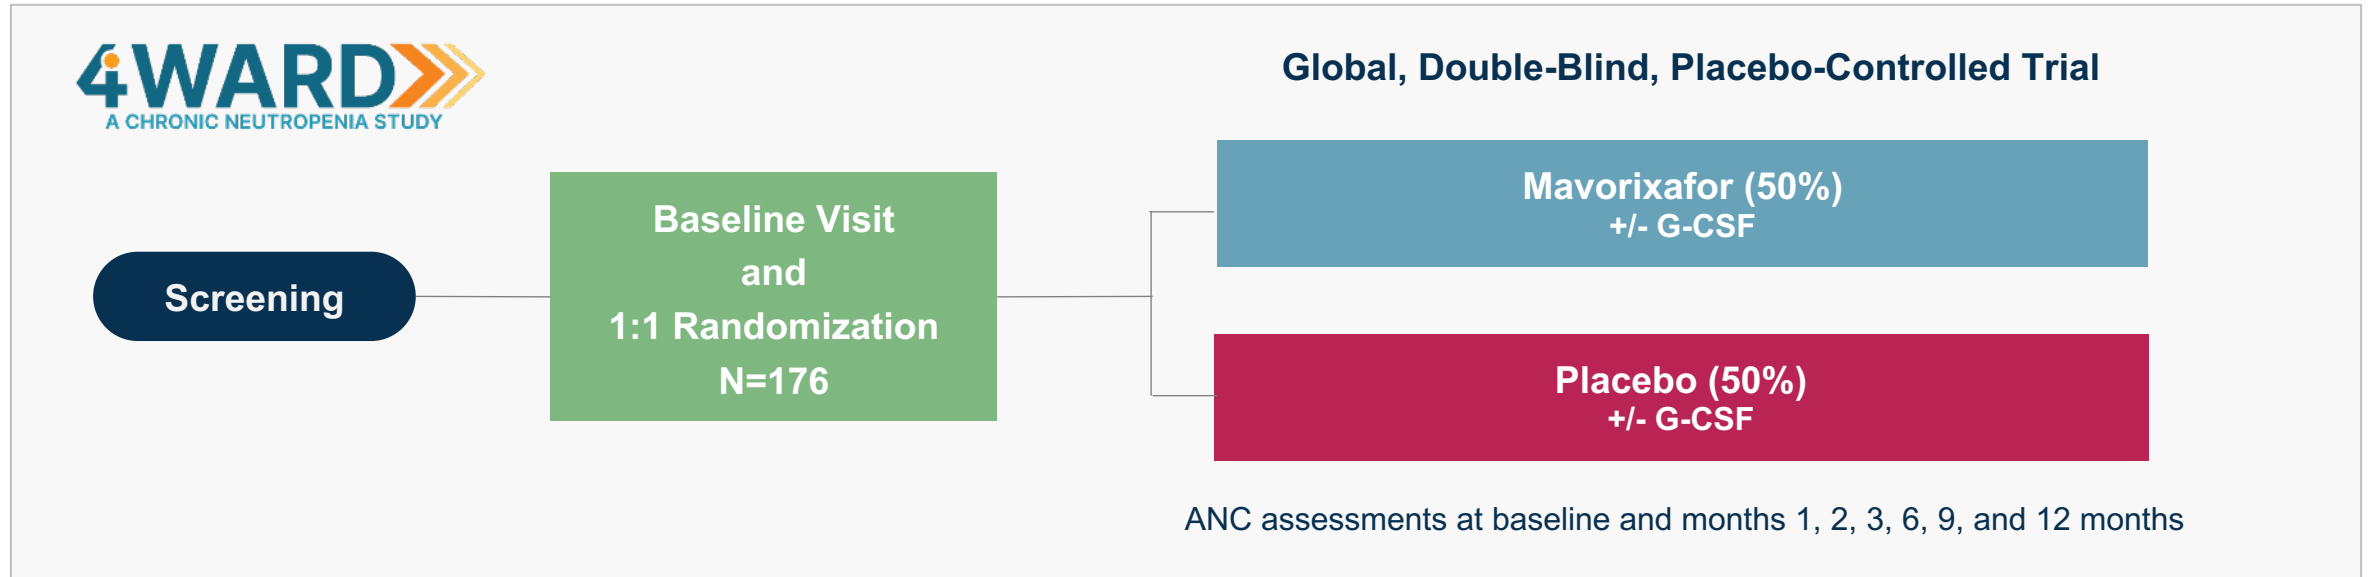 4WARD
A CHRONIC NEUTROPENIA STUDY
Global, Double-Blind, Placebo-Controlled Trial
Screening
Baseline Visit
and
1:1 Randomization
N=176
Mavorixafor (50%)
+/- G-CSF
Placebo (50%)
+/- G-CSF
ANC assessments at baseline and months 1, 2, 3, 6, 9, and 12 months